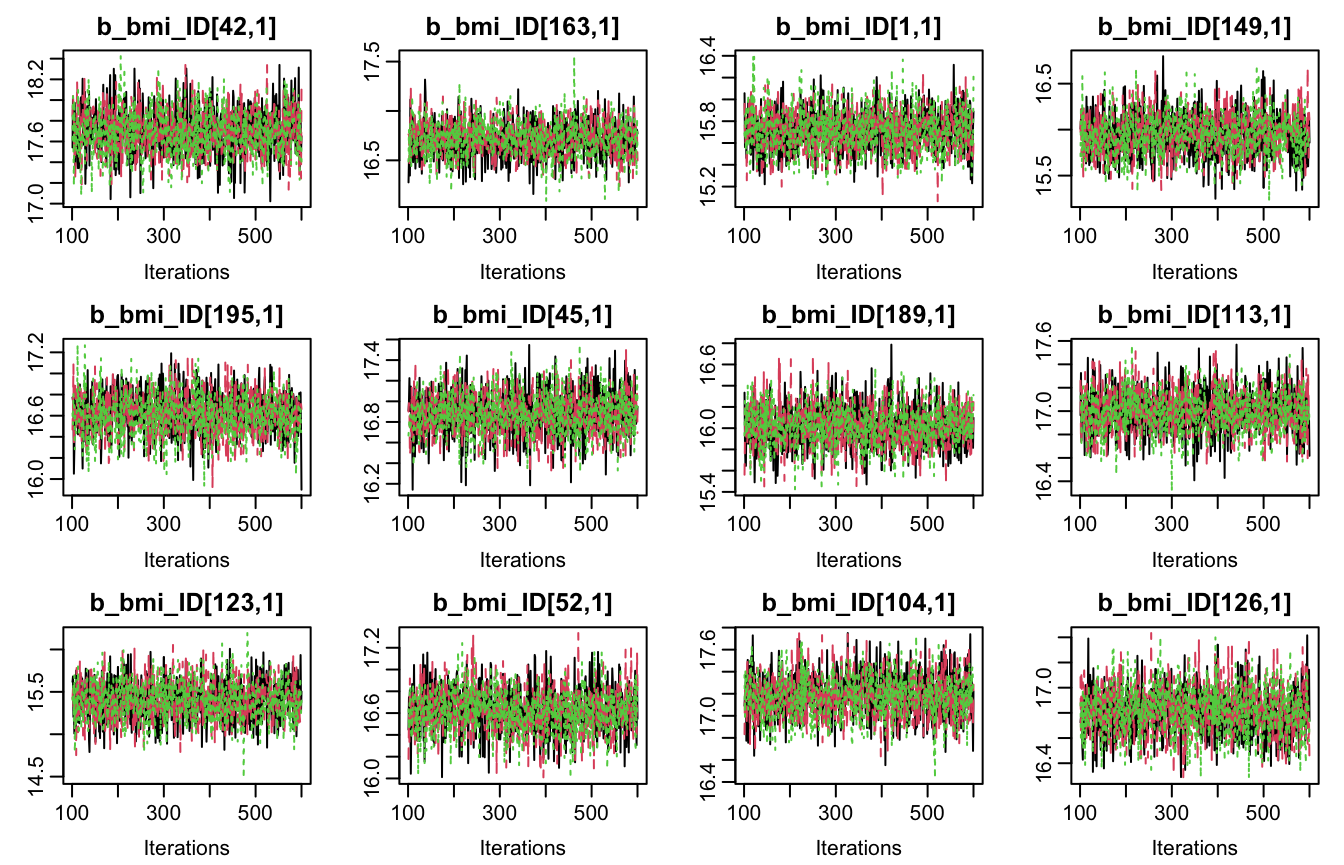 b_bmi_ID[42,1] b_bmi_ID[163,1] b_bmi_ID[1,1] b_bmi_ID[149,1]
17.0 17.6 18.2 16.5 17.5 15.2 15.8 16.4 15.5 16.5
100 300 500 100 300 500 100 300 500 100 300 500
Iterations Iterations Iterations Iterations
b_bmi_ID[195,1] b_bmi_ID[45,1] b_bmi_ID[189,1] b_bmi_ID[113,1]
16.0 16.6 17.2 16.2 16.8 17.4 15.4 16.0 16.6 16.4 17.0 17.6
100 300 500 100 300 500 100 300 500 100 300 500
Iterations Iterations Iterations Iterations
b_bmi_ID[123,1] b_bmi_ID[52,1] b_bmi_ID[104,1] b_bmi_ID[126,1]
14.5 15.5 16.0 16.6 17.2 16.4 17.0 17.6 16.4 17.0
100 300 500 100 300 500 100 300 500 100 300 500
Iterations Iterations Iterations Iterations